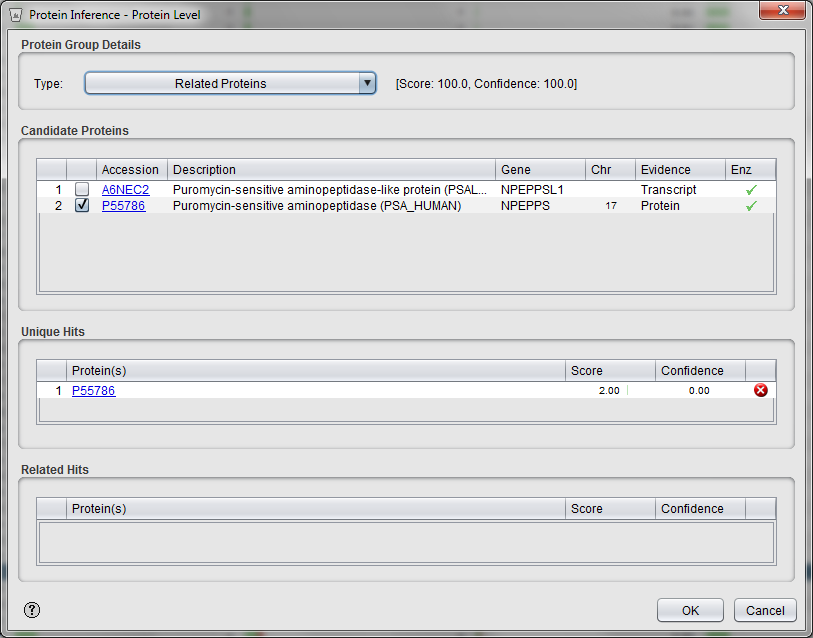 Protein Inference - Protein Level
Protein Group Details
Type: Related Proteins [Score: 100.0, Confidence: 100.0]
Candidate Proteins
Accession Description Gene Chr Evidence Enz
1 A6NEC2 Puromycin-sensitive aminopeptidase-like protein (PSAL... NPEPPSL1 Transcript
2 P55786 Puromycin-sensitive aminopeptidase (PSA_HUMAN) NPEPPS 17 Protein
Unique Hits
Protein(s) Score Confidence
1 P55786 2.00 0.00
Related Hits
Protein(s) Score Confidence
? OK Cancel